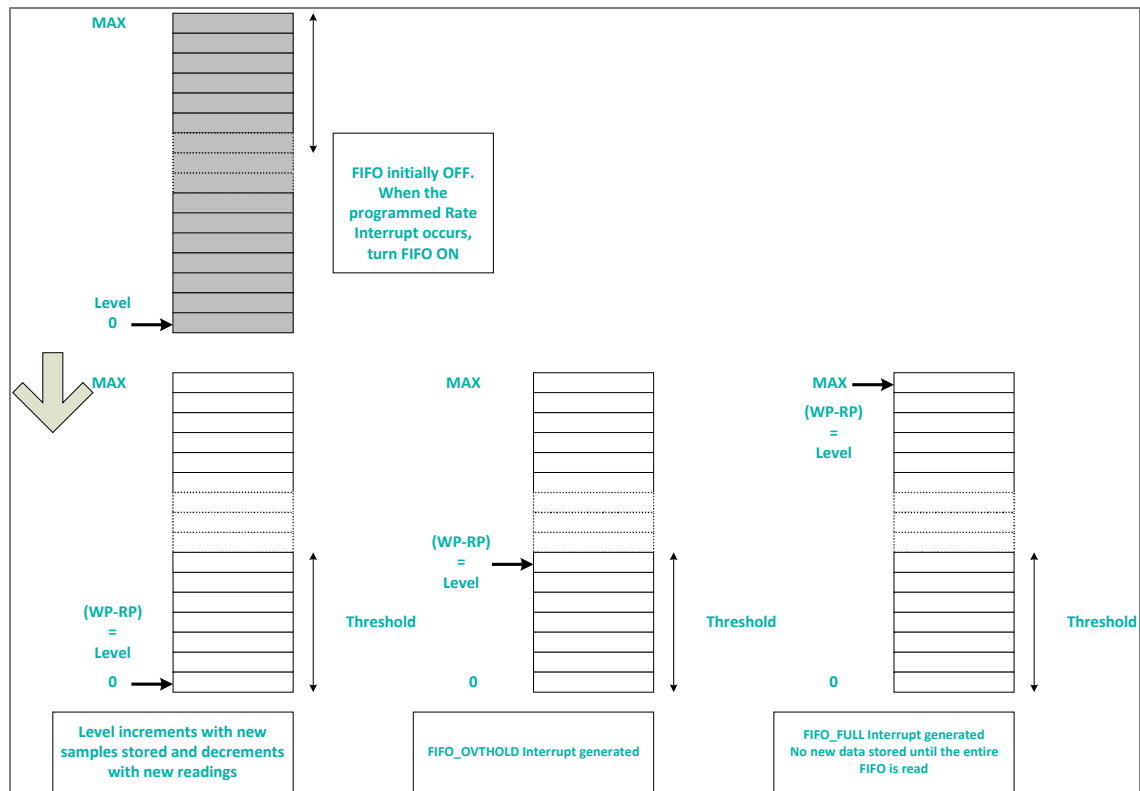 MAX
FIFO initially OFF.
When the
programmed Rate
Interrupt occurs,
turn FIFO ON
Level
0
MAX
(WP-RP)
=
Level
0
Threshold
Level increments with new
samples stored and decrements
with new readings
MAX
(WP-RP)
=
Level
0
Threshold
FIFO_OVTHOLD Interrupt generated
MAX
(WP-RP)
=
Level
0
Threshold
FIFO_FULL Interrupt generated
No new data stored until the entire
FIFO is read